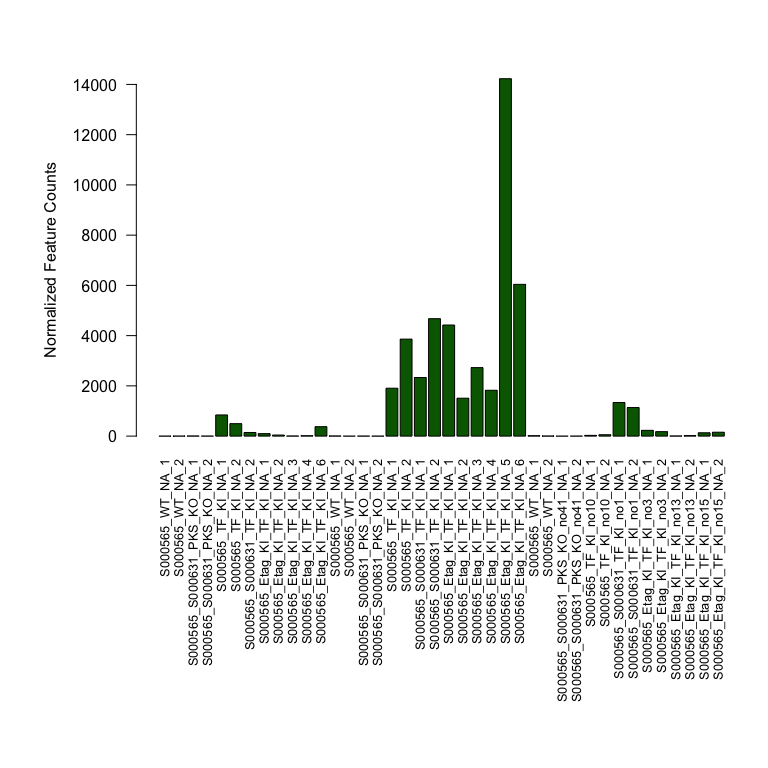 14000
12000
10000
8000
6000
4000
2000
0
Normalized Feature Counts
S000565_WT_NA_1
S000565_WT_NA_2
S000565_S000631_PKS_KO_NA_1
S000565_S000631_PKS_KO_NA_2
S000565_TF_KI_NA_1
S000565_TF_KI_NA_2
S000565_S000631_TF_KI_NA_2
S000565_Etag_KI_TF_KI_NA_1
S000565_Etag_KI_TF_KI_NA_2
S000565_Etag_KI_TF_KI_NA_3
S000565_Etag_KI_TF_KI_NA_4
S000565_Etag_KI_TF_KI_NA_6
S000565_WT_NA_1
S000565_WT_NA_2
S000565_S000631_PKS_KO_NA_1
S000565_S000631_PKS_KO_NA_2
S000565_TF_KI_NA_1
S000565_TF_KI_NA_2
S000565_S000631_TF_KI_NA_1
S000565_S000631_TF_KI_NA_2
S000565_Etag_KI_TF_KI_NA_1
S000565_Etag_KI_TF_KI_NA_2
S000565_Etag_KI_TF_KI_NA_3
S000565_Etag_KI_TF_KI_NA_4
S000565_Etag_KI_TF_KI_NA_5
S000565_Etag_KI_TF_KI_NA_6
S000565_WT_NA_1
S000565_WT_NA_2
S000565_S000631_PKS_KO_no41_NA_1
S000565_S000631_PKS_KO_no41_NA_2
S000565_TF_KI_no10_NA_1
S000565_TF_KI_no10_NA_2
S000565_S000631_TF_KI_no1_NA_1
S000565_S000631_TF_KI_no1_NA_2
S000565_Etag_KI_TF_KI_no3_NA_1
S000565_Etag_KI_TF_KI_no3_NA_2
S000565_Etag_KI_TF_KI_no13_NA_1
S000565_Etag_KI_TF_KI_no13_NA_2
S000565_Etag_KI_TF_KI_no15_NA_1
S000565_Etag_KI_TF_KI_no15_NA_2